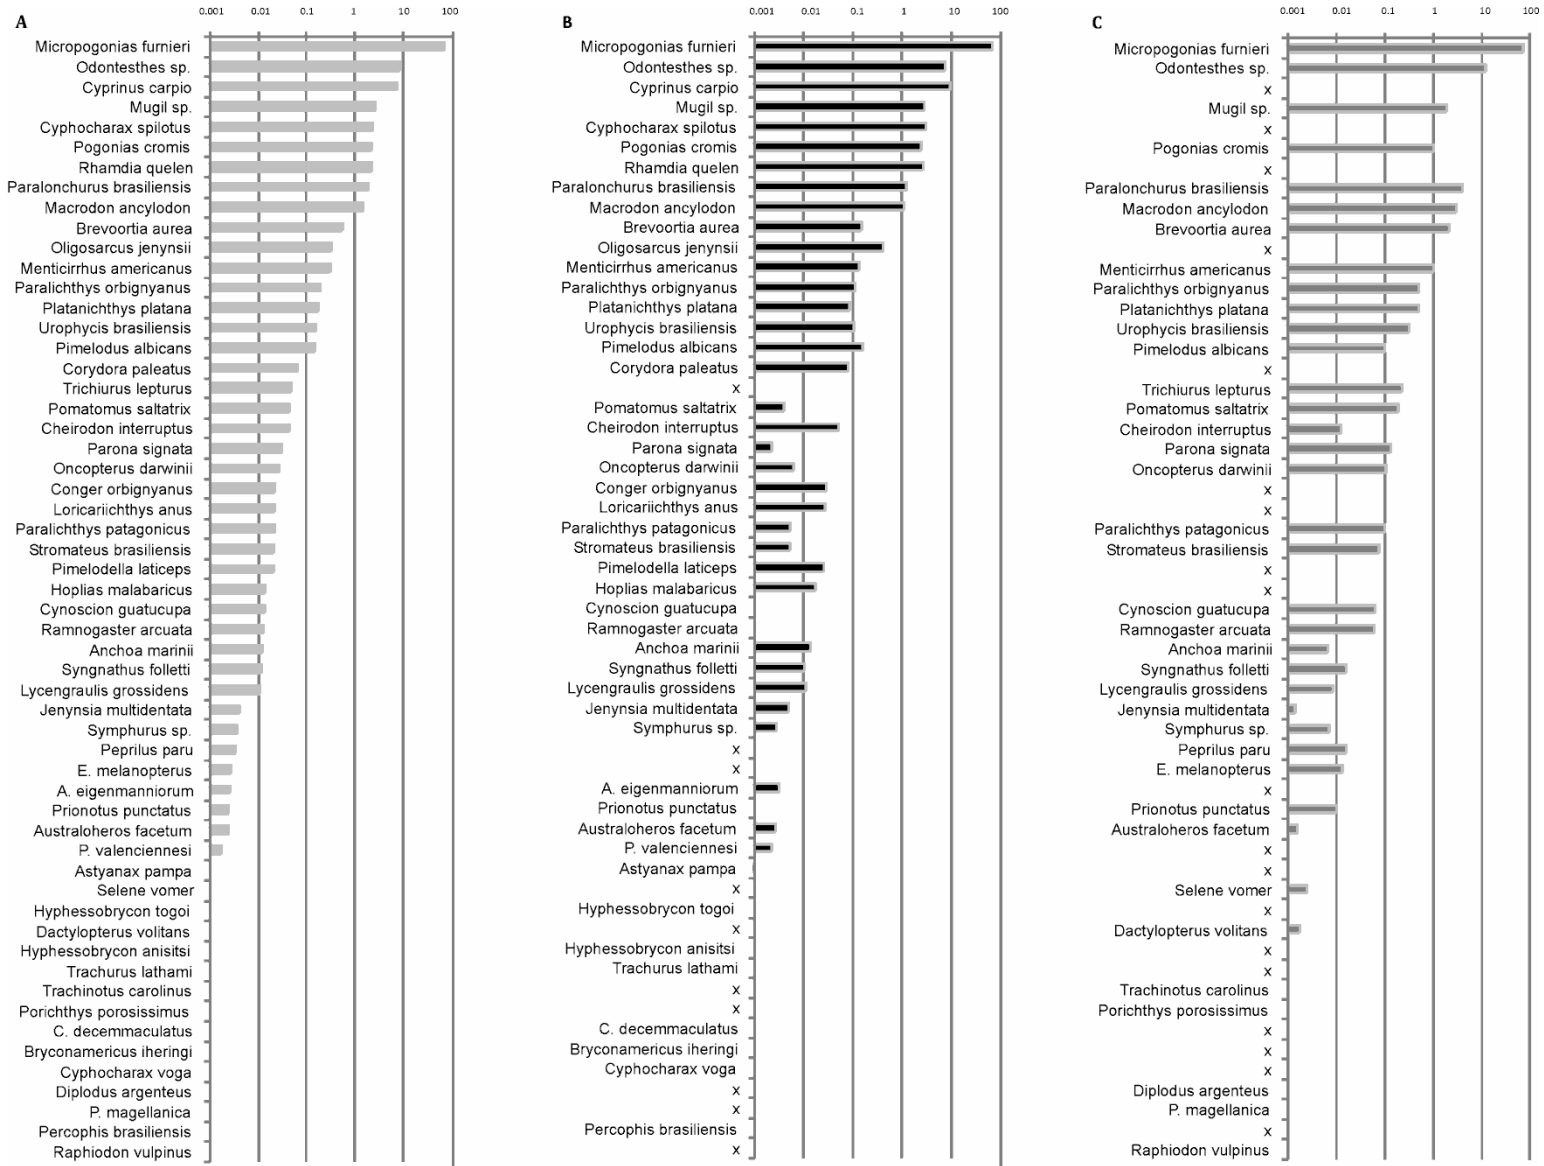 A
0.001 0.01 0.1 1 10 100
Micropogonias furnieri
Odontesthes sp.
Cyprinus carpio
Mugil sp.
Cyphocharax spilotus
Pogonias cromis
Rhamdia quelen
Paralonchurus brasiliensis
Macrodon ancylodon
Brevoortia aurea
Oligosarcus jenynsii
Menticirrhus americanus
Paralichthys orbignyanus
Platanichthys platana
Urophycis brasiliensis
Pimelodus albicans
Corydora paleatus
Trichiurus lepturus
Pomatomus saltatrix
Cheirodon interruptus
Parona signata
Oncopterus darwinii
Conger orbignyanus
Loricariichthys anus
Paralichthys patagonicus
Stromateus brasiliensis
Pimelodella laticeps
Hoplias malabaricus
Cynoscion guatucupa
Ramnogaster arcuata
Anchoa marinii
Syngnathus folletti
Lycengraulis grossidens
Jenynsia multidentata
Symphurus sp.
Peprilus paru
E. melanopterus
A. eigenmanniorum
Prionotus punctatus
Australoheros facetum
P. valenciennesi
Astyanax pampa
Selene vomer
Hyphessobrycon togoi
Dactylopterus volitans
Hyphessobrycon anisitsi
Trachurus lathami
Trachinotus carolinus
Porichthys porosissimus
C. decemmaculatus
Bryconamericus iheringi
Cyphocharax voga
Diplodus argenteus
P. magellanica
Percophis brasiliensis
Raphiodon vulpinus
B
0.001 0.01 0.1 1 10 100
Micropogonias furnieri
Odontesthes sp.
Cyprinus carpio
Mugil sp.
Cyphocharax spilotus
Pogonias cromis
Rhamdia quelen
Paralonchurus brasiliensis
Macrodon ancylodon
Brevoortia aurea
Oligosarcus jenynsii
Menticirrhus americanus
Paralichthys orbignyanus
Platanichthys platana
Urophycis brasiliensis
Pimelodus albicans
Corydora paleatus
x
Pomatomus saltatrix
Cheirodon interruptus
Parona signata
Oncopterus darwinii
Conger orbignyanus
Loricariichthys anus
Paralichthys patagonicus
Stromateus brasiliensis
Pimelodella laticeps
Hoplias malabaricus
Cynoscion guatucupa
Ramnogaster arcuata
Anchoa marinii
Syngnathus folletti
Lycengraulis grossidens
Jenynsia multidentata
Symphurus sp.
x
x
A. eigenmanniorum
Prionotus punctatus
Australoheros facetum
P. valenciennesi
Astyanax pampa
x
Hyphessobrycon togoi
x
Hyphessobrycon anisitsi
Trachurus lathami
x
x
C. decemmaculatus
Bryconamericus iheringi
Cyphocharax voga
x
x
Percophis brasiliensis
x
C
0.001 0.01 0.1 1 10 100
Micropogonias furnieri
Odontesthes sp.
x
Mugil sp.
x
Pogonias cromis
x
Paralonchurus brasiliensis
Macrodon ancylodon
Brevoortia aurea
x
Menticirrhus americanus
Paralichthys orbignyanus
Platanichthys platana
Urophycis brasiliensis
Pimelodus albicans
x
Trichiurus lepturus
Pomatomus saltatrix
Cheirodon interruptus
Parona signata
Oncopterus darwinii
x
x
Paralichthys patagonicus
Stromateus brasiliensis
x
x
Cynoscion guatucupa
Ramnogaster arcuata
Anchoa marinii
Syngnathus folletti
Lycengraulis grossidens
Jenynsia multidentata
Symphurus sp.
Peprilus paru
E. melanopterus
x
Prionotus punctatus
Australoheros facetum
x
x
Selene vomer
x
Dactylopterus volitans
x
x
Trachinotus carolinus
Porichthys porosissimus
x
x
x
Diplodus argenteus
P. magellanica
x
Raphiodon vulpinus